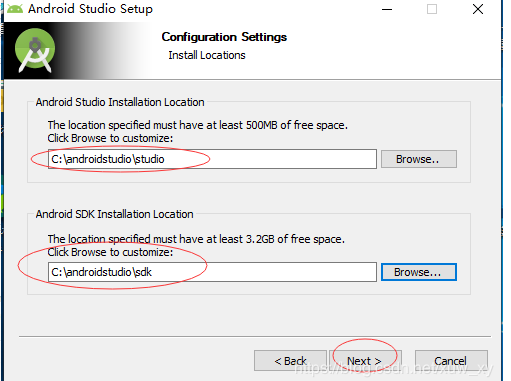 Android Studio Setup
Configuration Settings
Install Locations
Android Studio Installation Location
The location specified must have at least 500MB of free space.
Click Browse to customize:
C:\androidstudio\studio
Browse..
Android SDK Installation Location
The location specified must have at least 3.2GB of free space.
Click Browse to customize:
C:\androidstudio\sdk
Browse...
< Back
Next >
Cancel
https://blog.csdn.net/xuw_xy